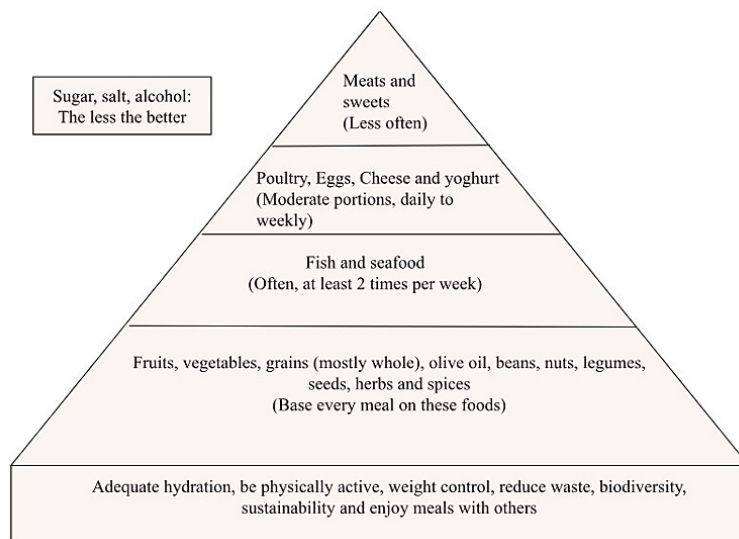 Sugar, salt, alcohol:
The less the better
Meats and
sweets
(Less often)
Poultry, Eggs, Cheese and yoghurt
(Moderate portions, daily to
weekly)
Fish and seafood
(Often, at least 2 times per week)
Fruits, vegetables, grains (mostly whole), olive oil, beans, nuts, legumes,
seeds, herbs and spices
(Base every meal on these foods)
Adequate hydration, be physically active, weight control, reduce waste, biodiversity,
sustainability and enjoy meals with others